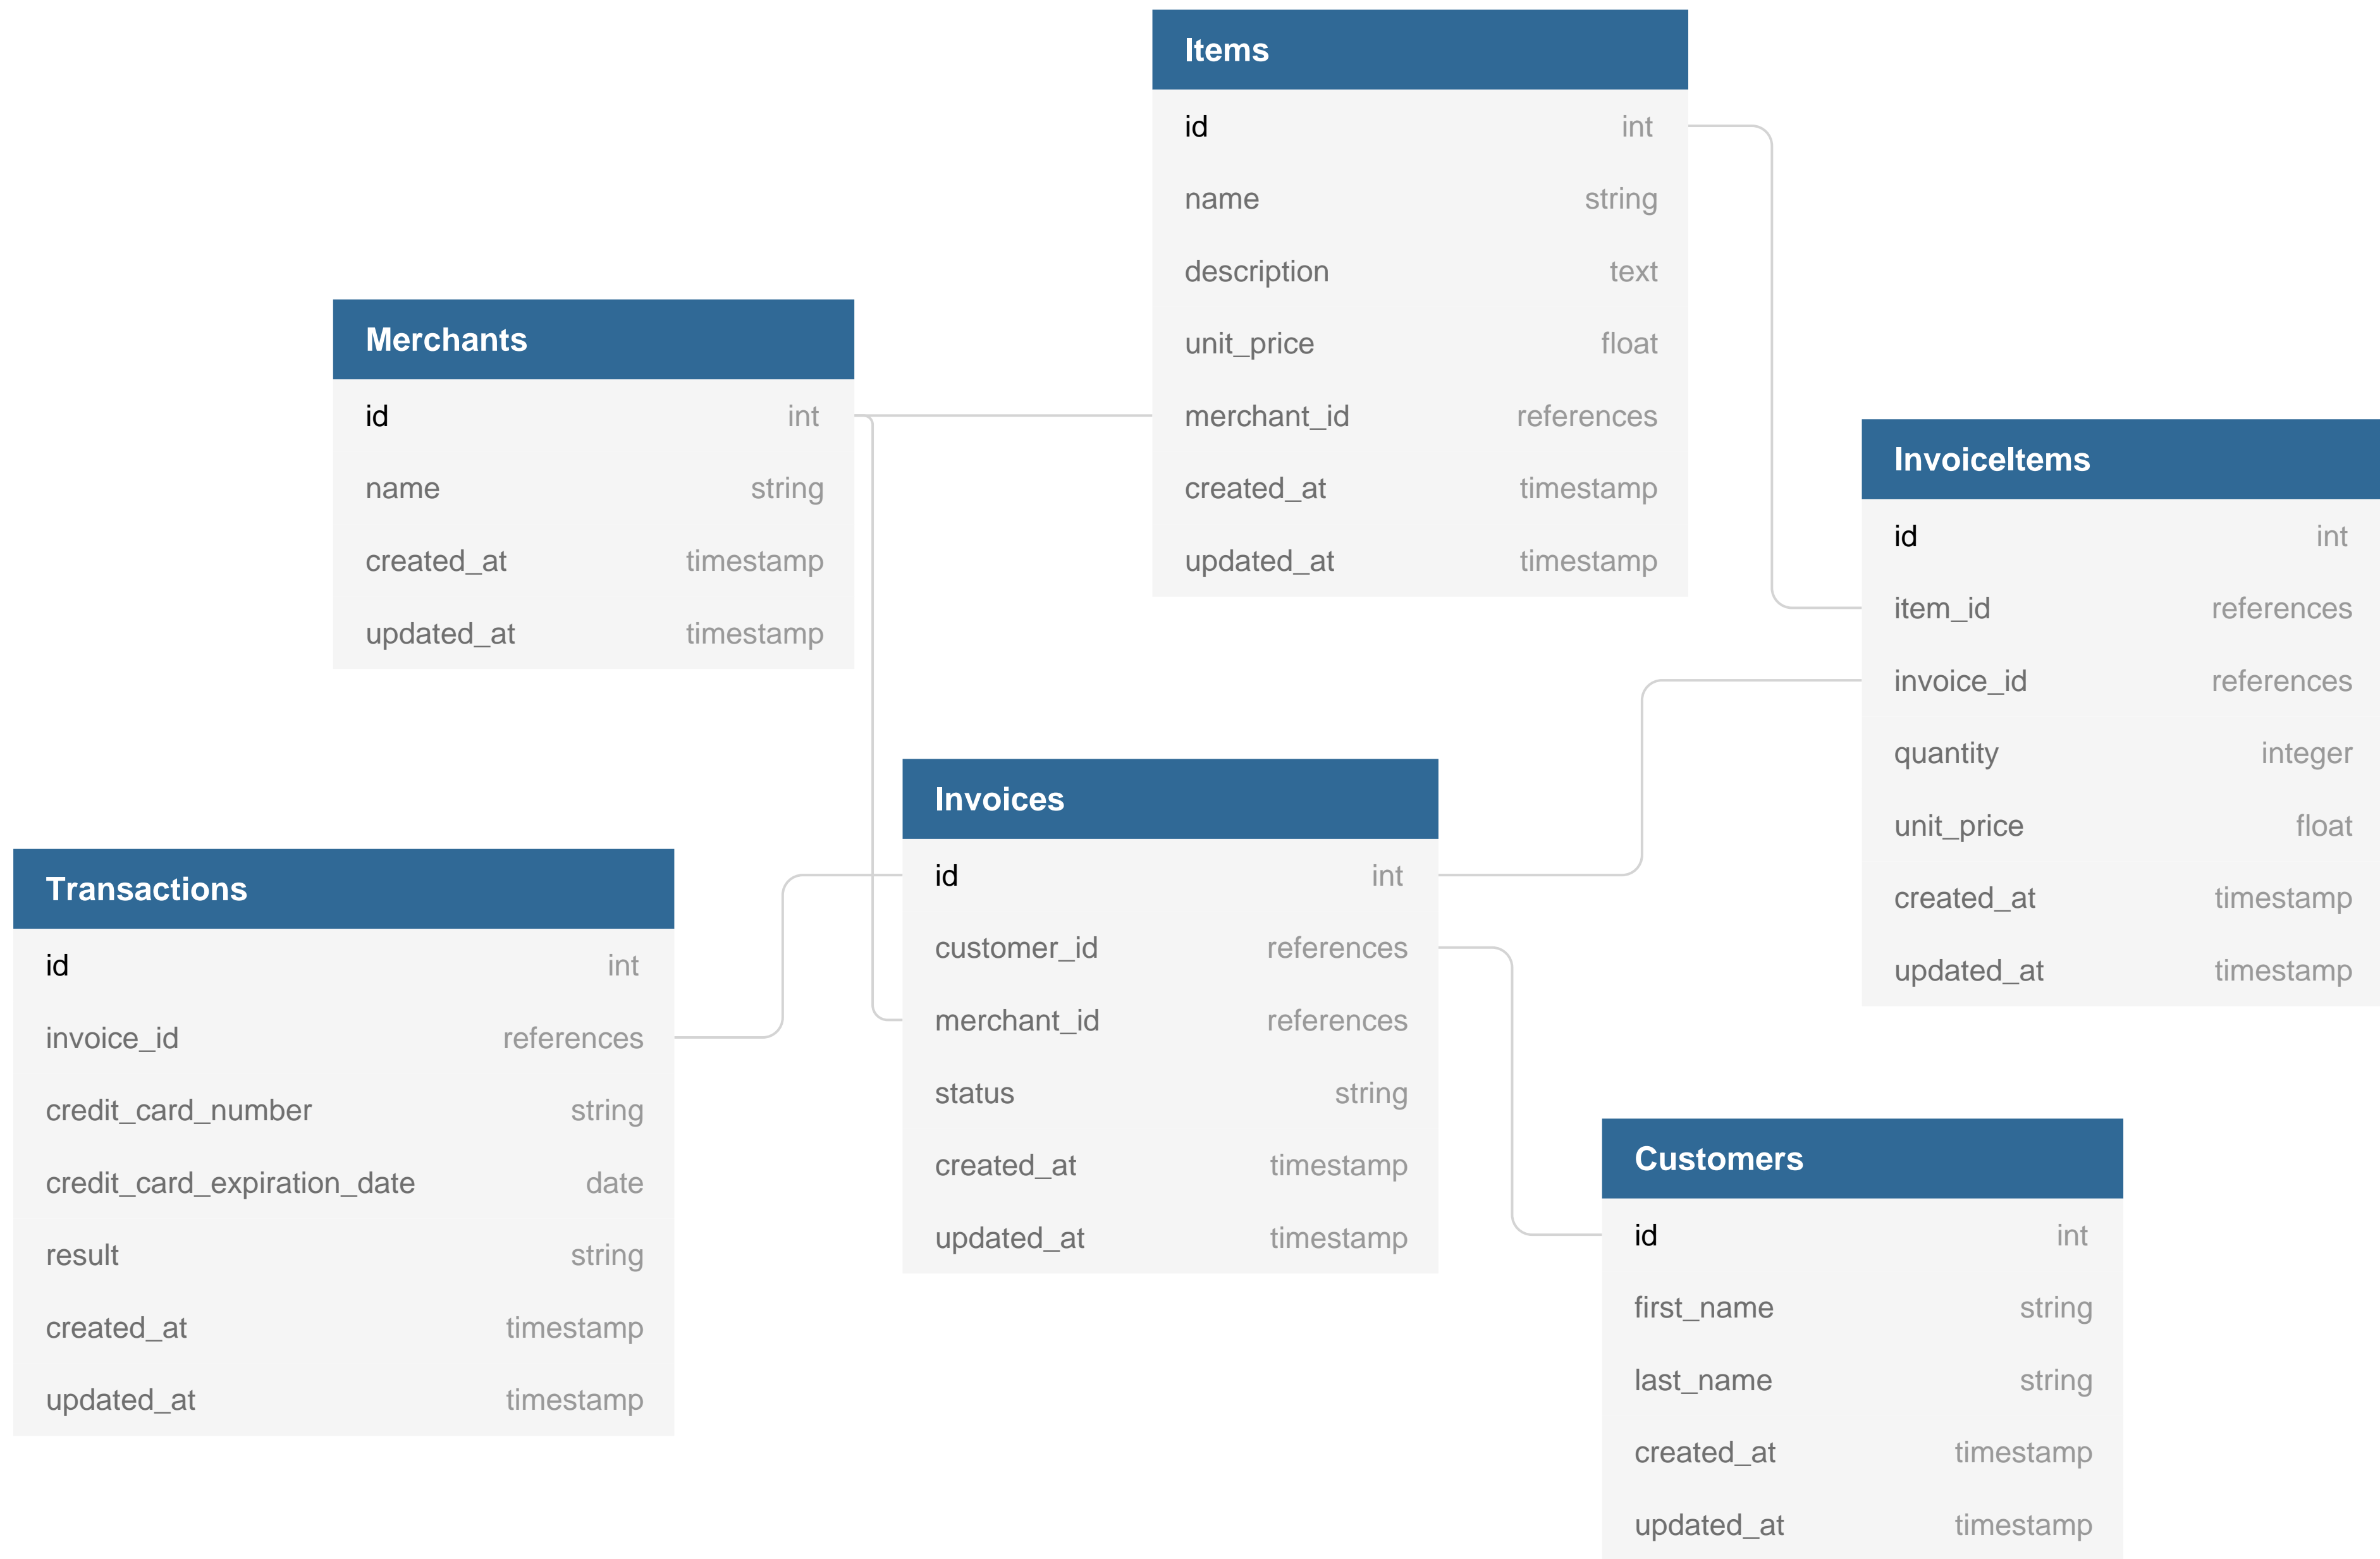 Items
id int
name string
description text
unit_price float
merchant_id references
created_at timestamp
updated_at timestamp
Merchants
id int
name string
created_at timestamp
updated_at timestamp
InvoiceItems
id int
item_id references
invoice_id references
quantity integer
unit_price float
created_at timestamp
updated_at timestamp
Invoices
id int
customer_id references
merchant_id references
status string
created_at timestamp
updated_at timestamp
Transactions
id int
invoice_id references
credit_card_number string
credit_card_expiration_date date
result string
created_at timestamp
updated_at timestamp
Customers
id int
first_name string
last_name string
created_at timestamp
updated_at timestamp